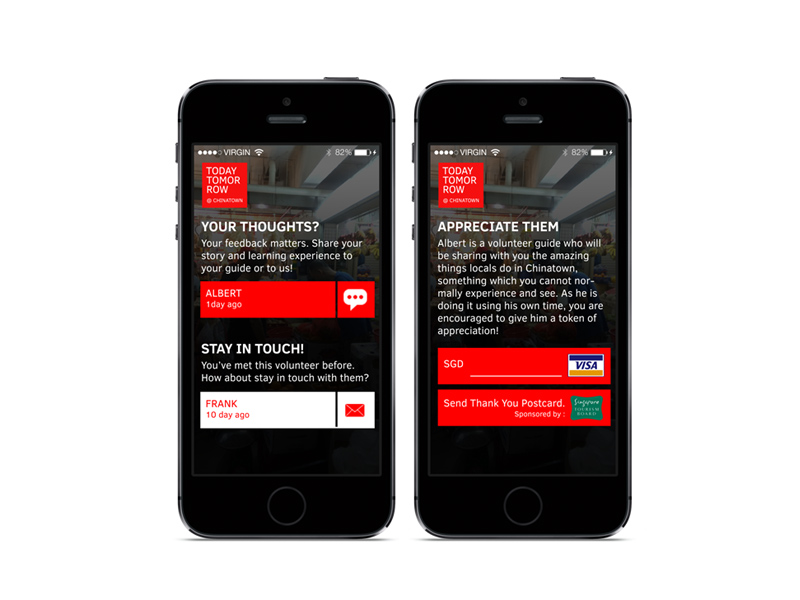 VIRGIN
82%
TODAY
TOMOR
ROW
@ CHINATOWN
YOUR THOUGHTS?
Your feedback matters. Share your
story and learning experience to
your guide or to us!
ALBERT
1day ago
STAY IN TOUCH!
You've met this volunteer before.
How about stay in touch with them?
FRANK
10 day ago
VIRGIN
82%
TODAY
TOMOR
ROW
@ CHINATOWN
APPRECIATE THEM
Albert is a volunteer guide who will
be sharing with you the amazing
things locals do in Chinatown,
something which you cannot nor-
mally experience and see. As he is
doing it using his own time, you are
encouraged to give him a token of
appreciation!
SGD
VISA
Send Thank You Postcard.
Sponsored by :
Singapore
TOURISM
BOARD